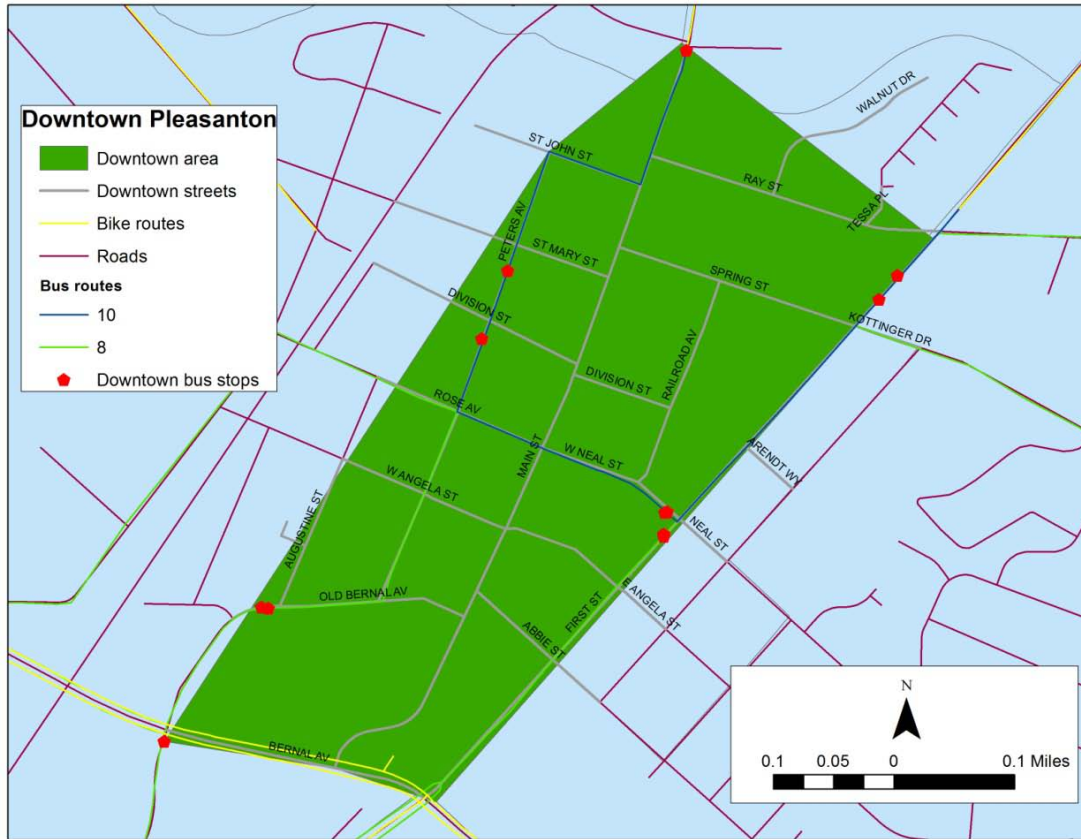 Downtown Pleasanton
Downtown area
Downtown streets
Bike routes
Roads
Bus routes
10
8
Downtown bus stops
WALNUT DR
ST JOHN ST
RAY ST
TESSA PL
PETERS AV
ST MARY ST
SPRING ST
DIVISION ST
KOTTINGER DR
RAILROAD AV
DIVISION ST
ROSE AV
MAIN ST
W NEAL ST
ARENDT WY
W ANGELA ST
AUGUSTINE ST
NEAL ST
OLD BERNAL AV
FIRST ST
E ANGELA ST
ABBIE ST
BERNAL AV
N
0.1 0.05 0 0.1 Miles